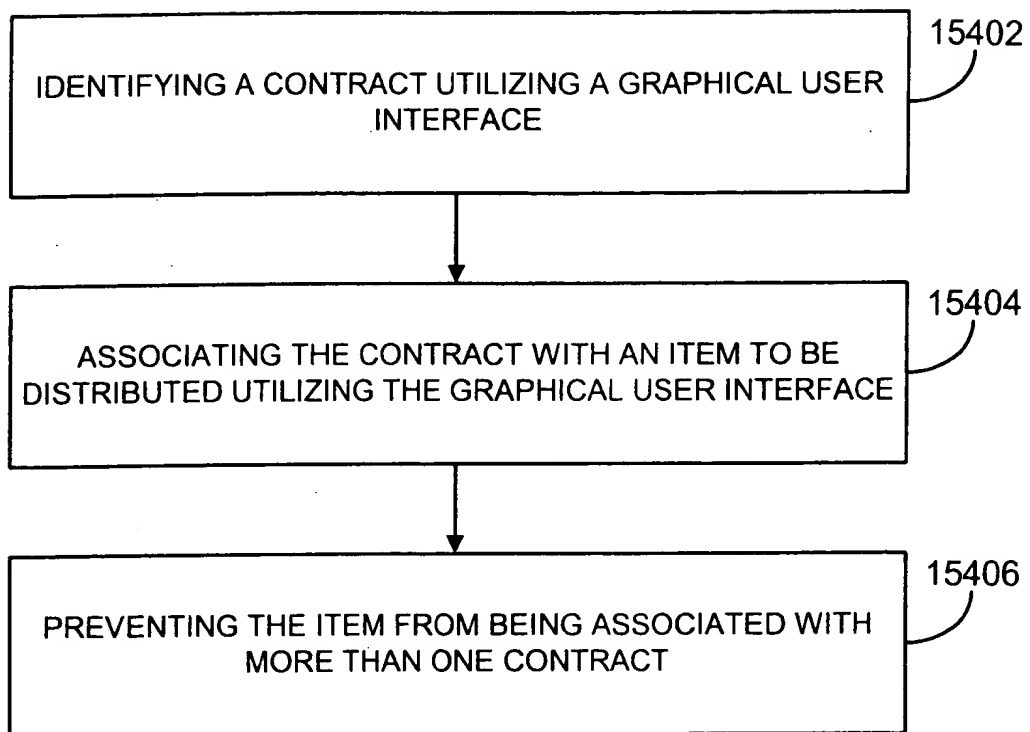 15402
IDENTIFYING A CONTRACT UTILIZING A GRAPHICAL USER
INTERFACE
15404
ASSOCIATING THE CONTRACT WITH AN ITEM TO BE
DISTRIBUTED UTILIZING THE GRAPHICAL USER INTERFACE
15406
PREVENTING THE ITEM FROM BEING ASSOCIATED WITH
MORE THAN ONE CONTRACT